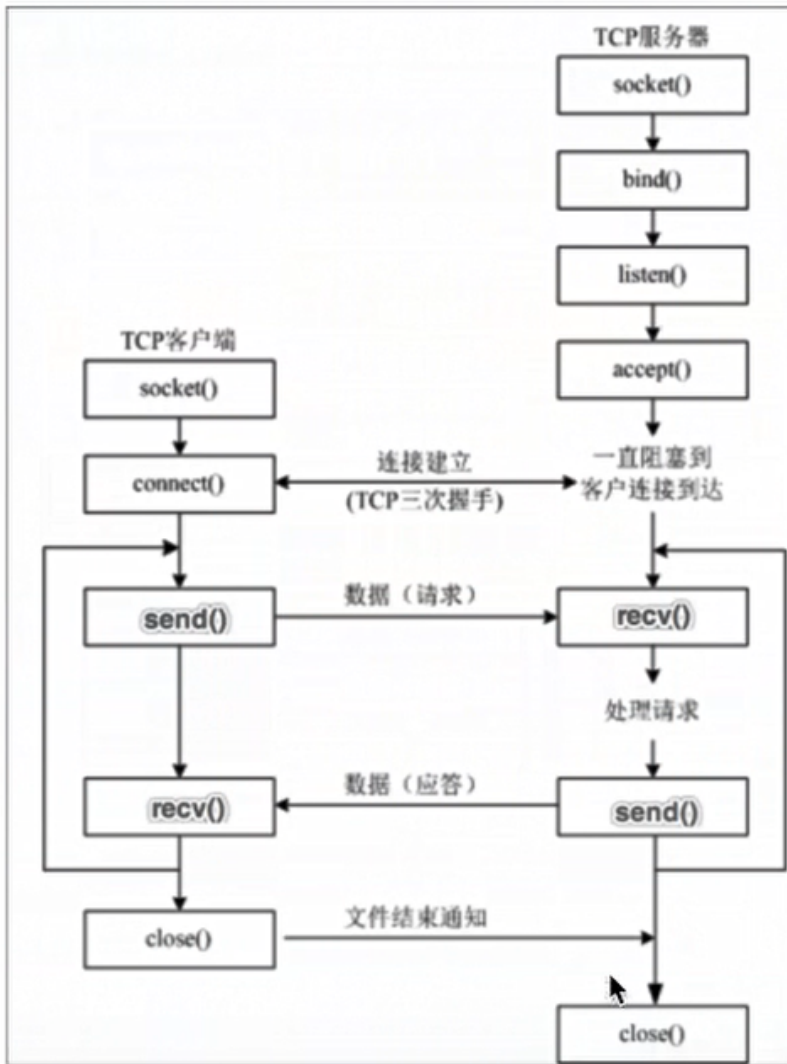 TCP服务器
socket()
bind()
listen()
TCP客户端
accept()
socket()
连接建立
一直阻塞到
connect()
(TCP三次握手)
客户连接到达
数据（请求）
send()
recv()
处理请求
数据（应答）
recv()
send()
文件结束通知
close()
close()